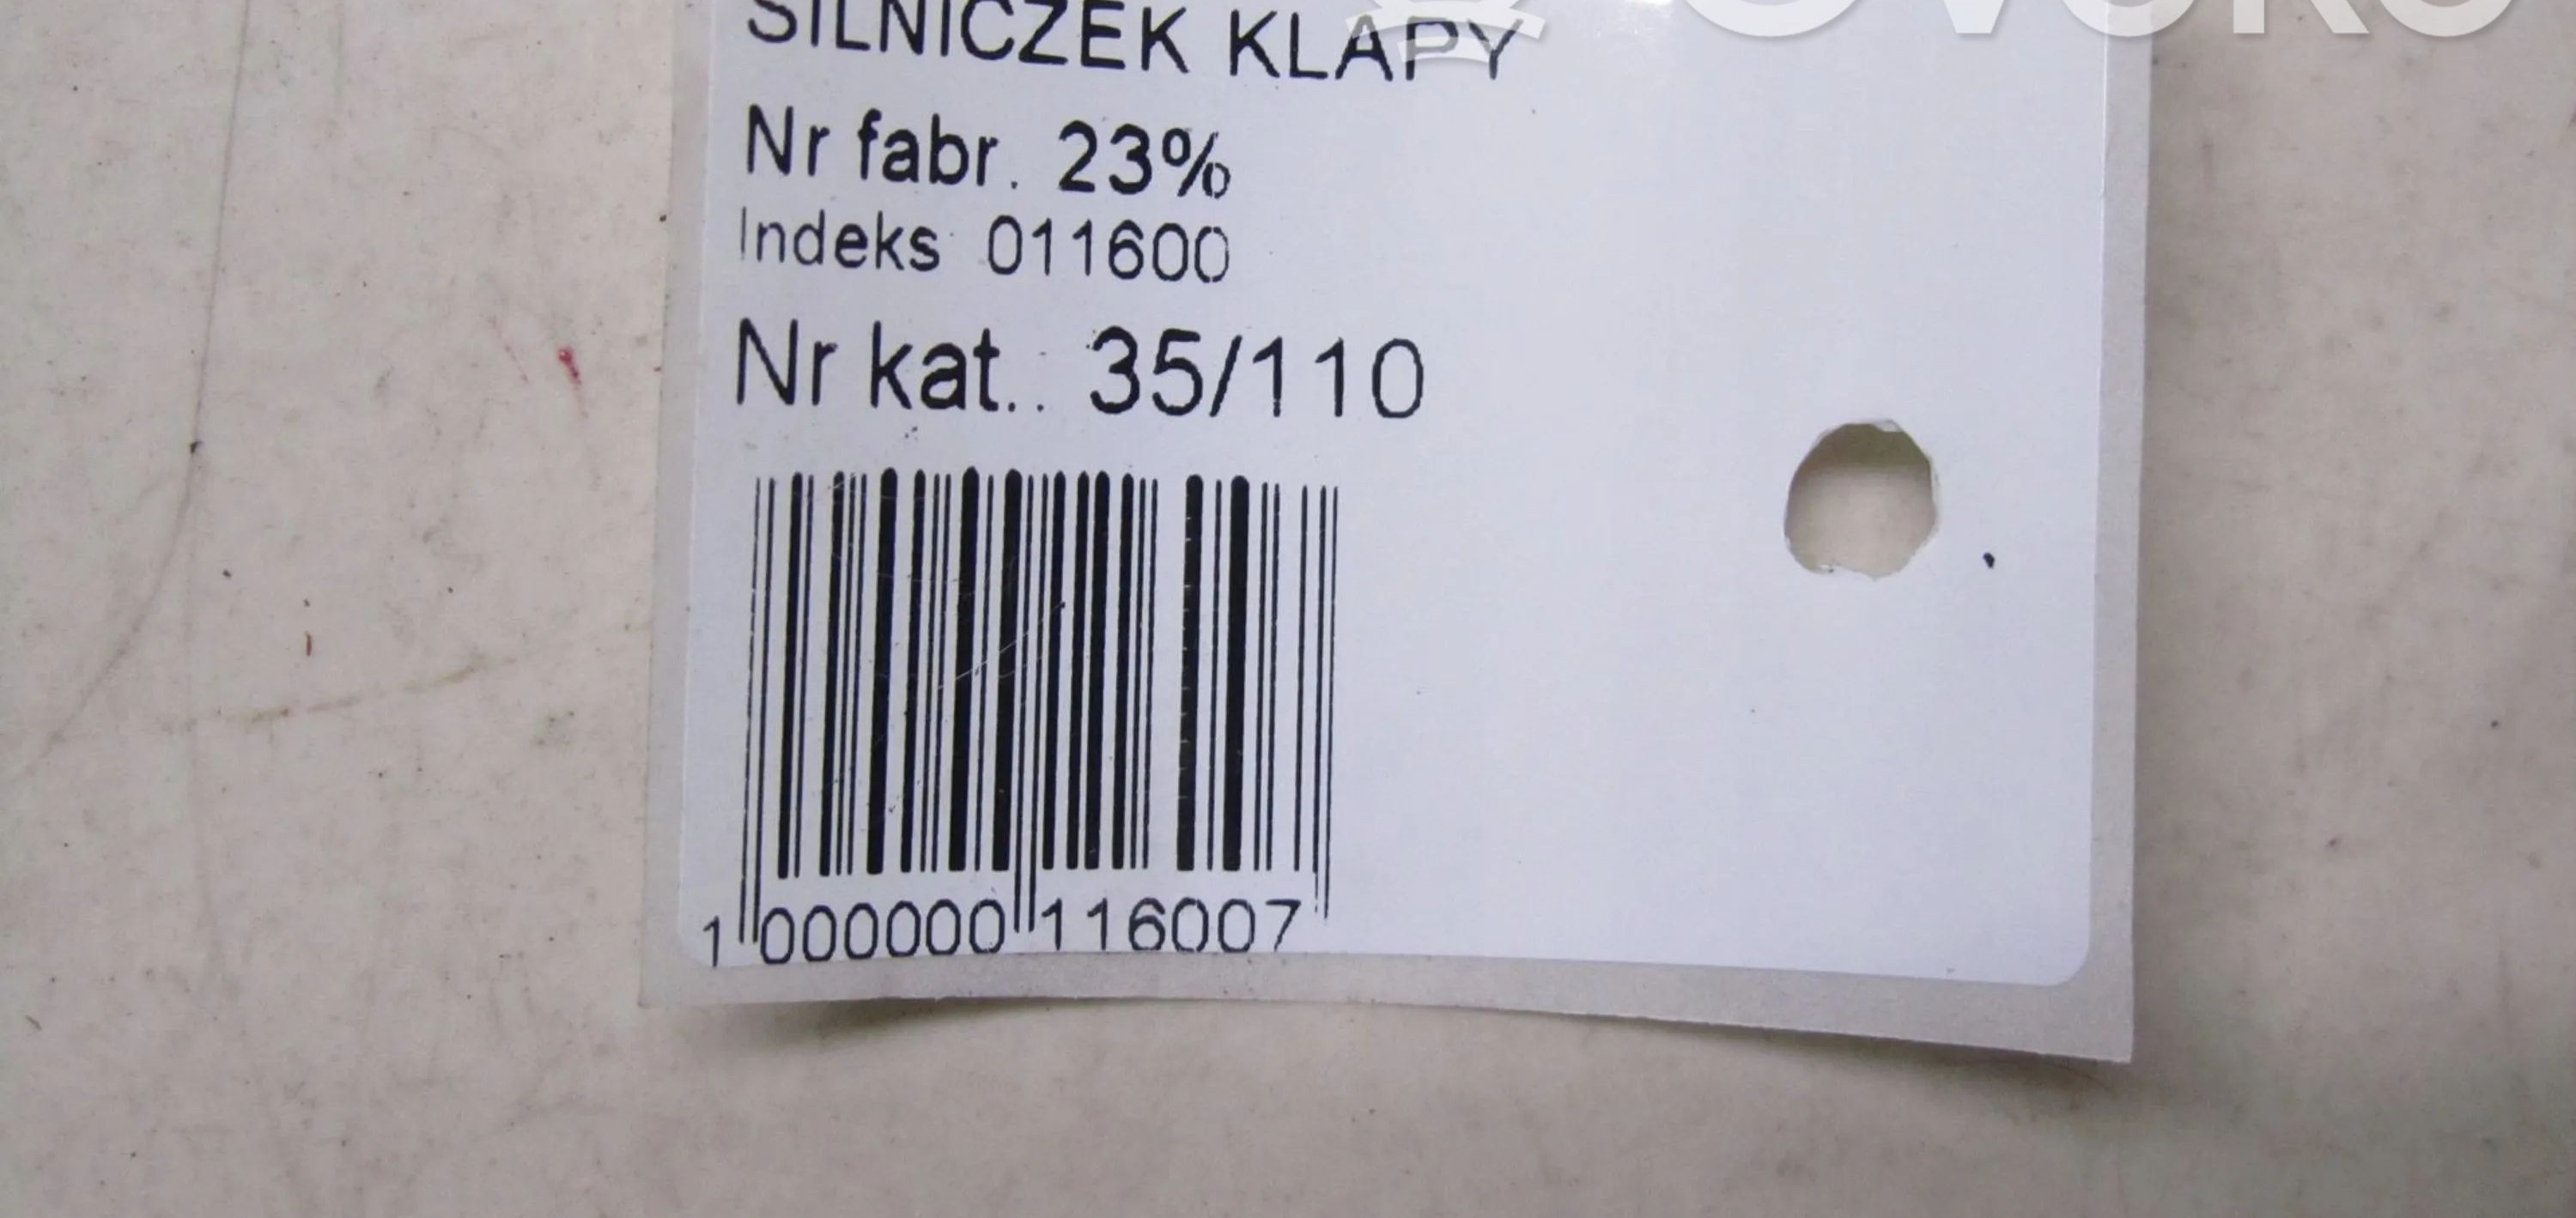 SILNICZEK KLAPY
Nr fabr. 23%
Indeks 011600
Nr kat.: 35/110
1 000000 116007